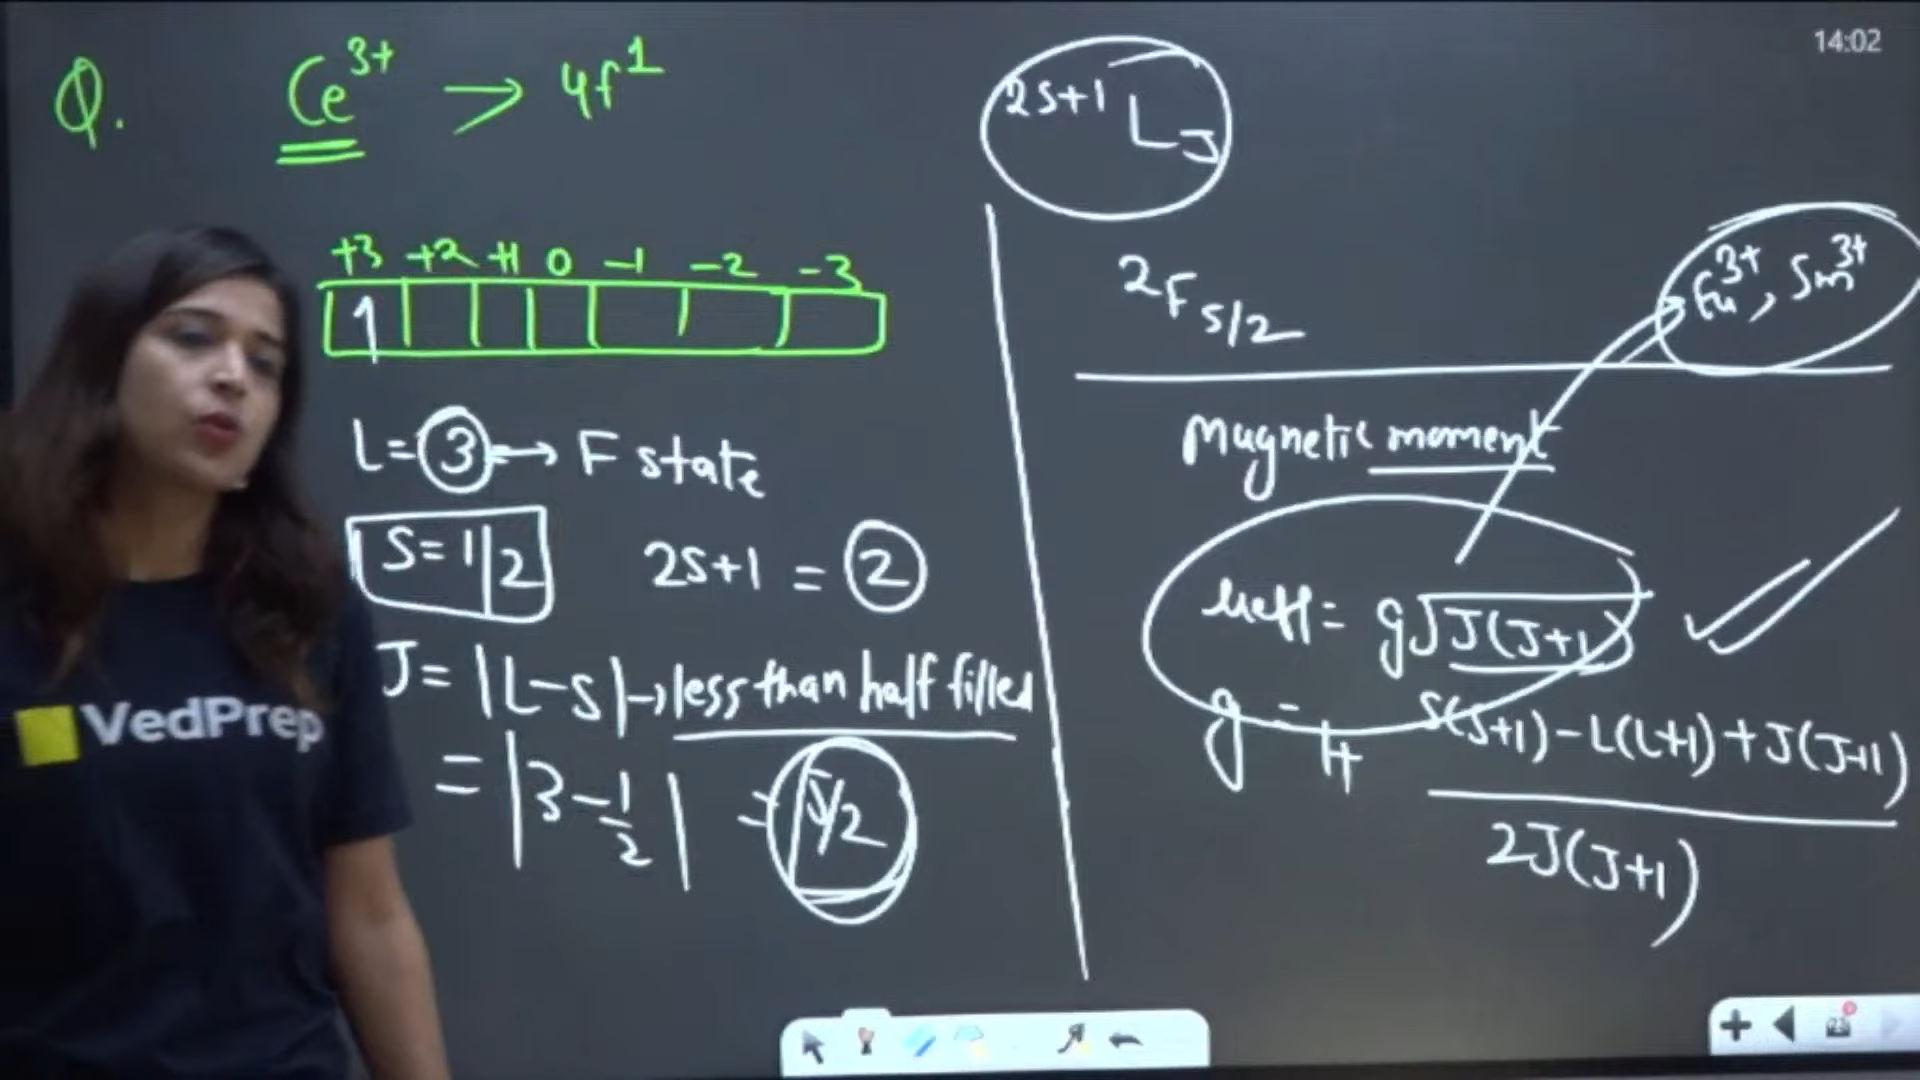 14:02
Q. Ce³⁺ → 4f¹
+3 +2 +1 0 -1 -2 -3
1
L = 3 → F state
S = 1/2 2S+1 = 2
J = |L-S| → less than half filled
= |3 - 1/2| = 5/2
VedPrep
2S+1 L J
²F 5/2
Eu³⁺, Sm³⁺
Magnetic moment
μeff = g√J(J+1)
g = 1+ S(S+1) - L(L+1) + J(J+1)
2J(J+1)